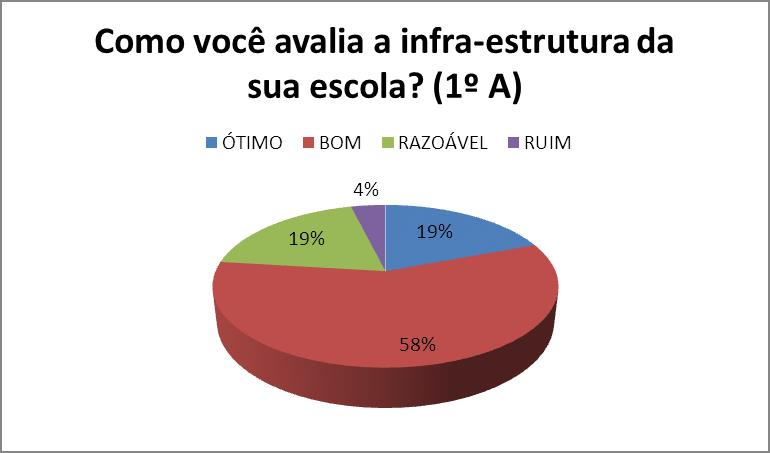 Como você avalia a infra-estrutura da
sua escola? (1º A)
ÓTIMO BOM RAZOÁVEL RUIM
4%
19% 19%
58%